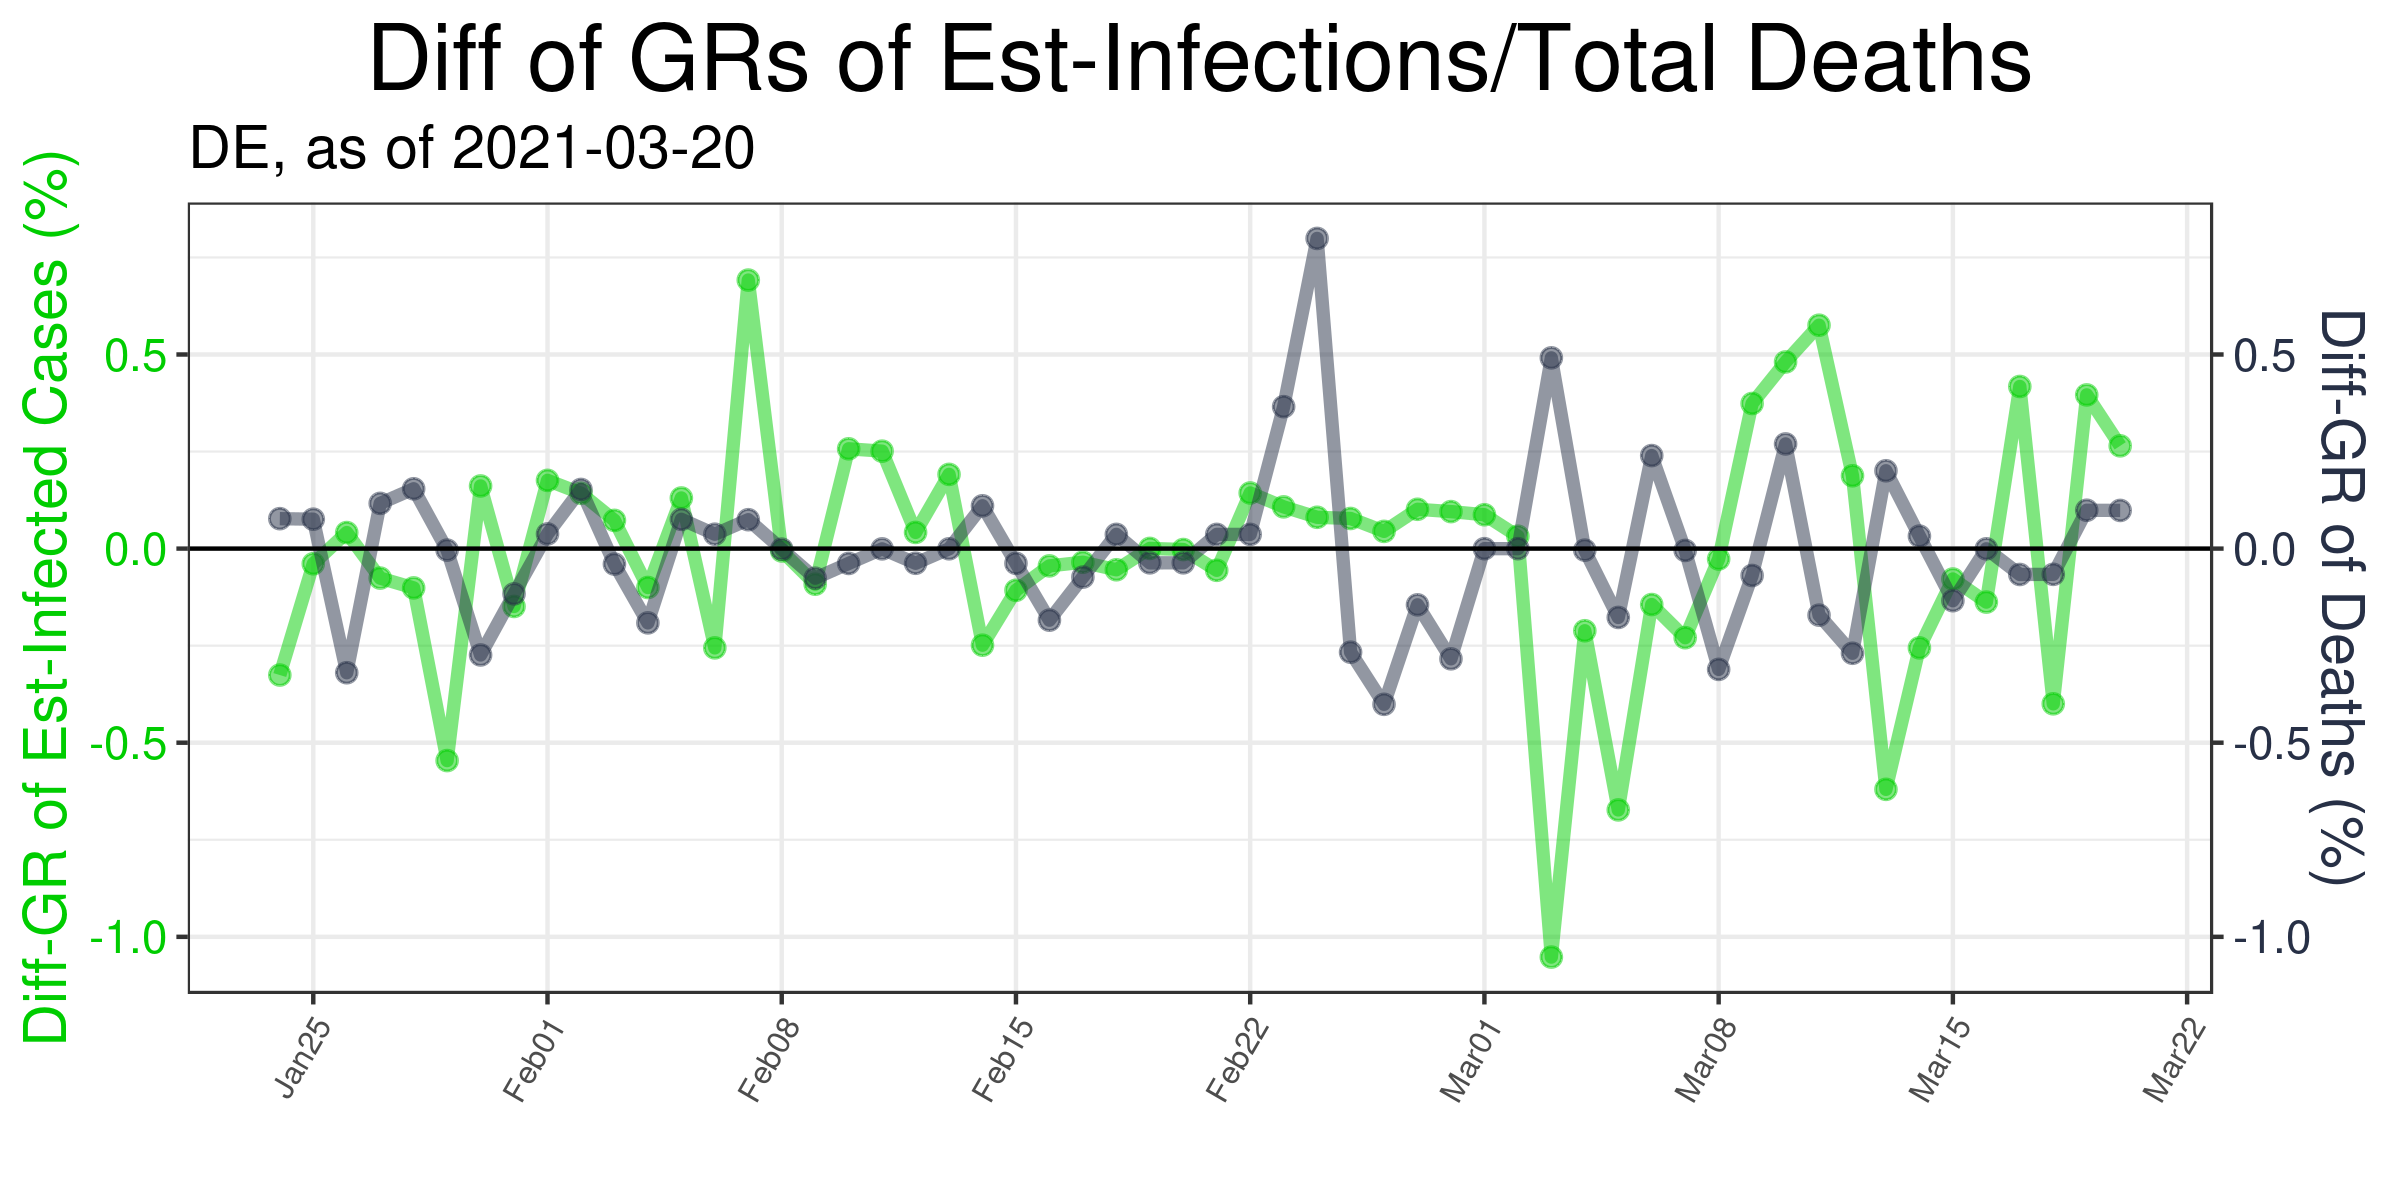 Diff of GRs of Est-Infections/Total Deaths
DE, as of 2021-03-20
Diff-GR of Est-Infected Cases (%)
0.5
0.0
-0.5
-1.0
0.5
0.0
-0.5
-1.0
Diff-GR of Deaths (%)
Jan25
Feb01
Feb08
Feb15
Feb22
Mar01
Mar08
Mar15
Mar22